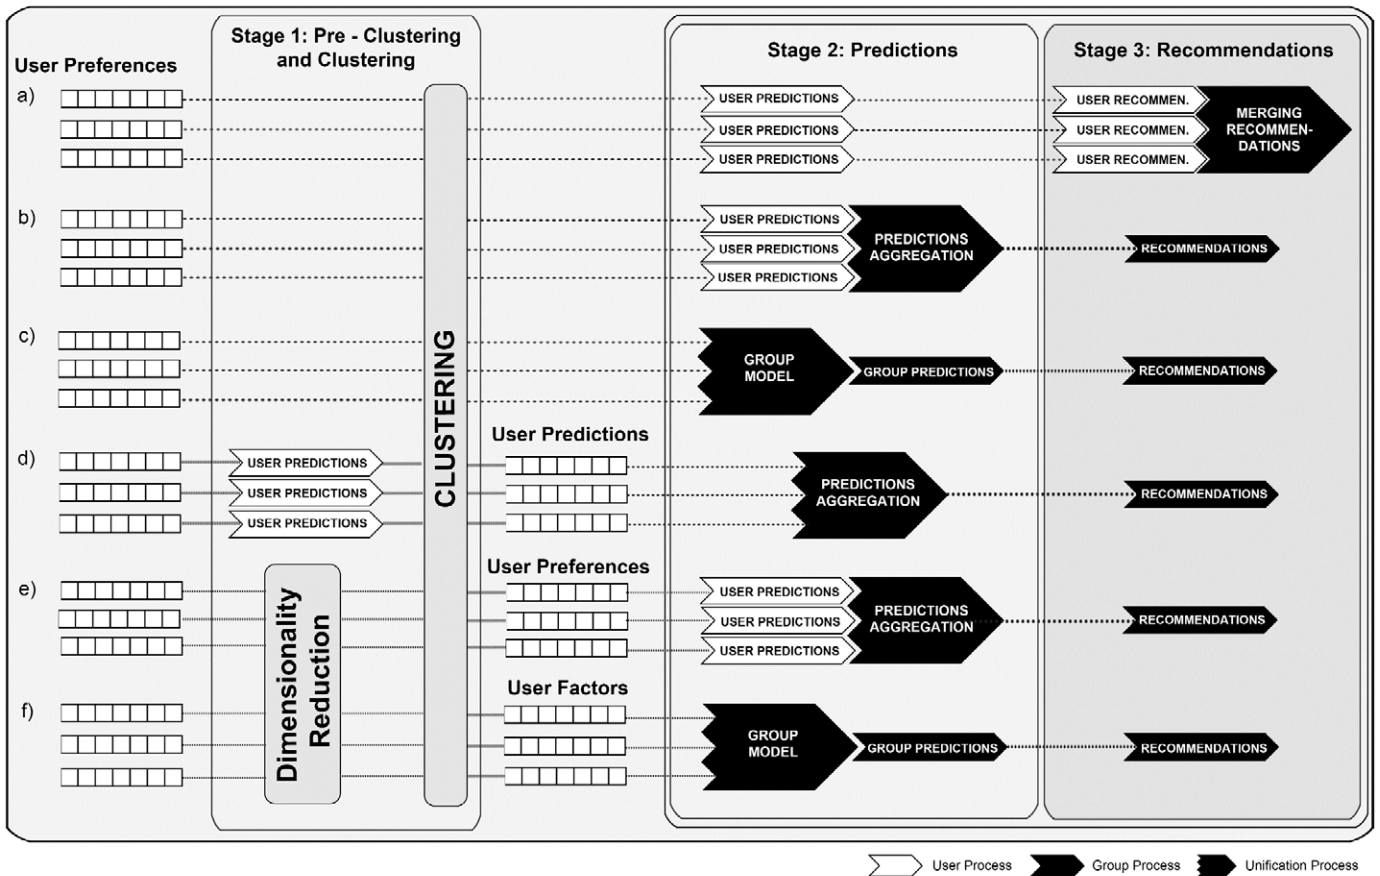 Stage 1: Pre - Clustering
and Clustering
Stage 2: Predictions
Stage 3: Recommendations
User Preferences
a)
USER PREDICTIONS
USER PREDICTIONS
USER PREDICTIONS
USER RECOMMEN.
USER RECOMMEN.
USER RECOMMEN.
MERGING
RECOMMEN-
DATIONS
b)
USER PREDICTIONS
USER PREDICTIONS
USER PREDICTIONS
PREDICTIONS
AGGREGATION
RECOMMENDATIONS
c)
GROUP
MODEL
GROUP PREDICTIONS
RECOMMENDATIONS
CLUSTERING
d)
USER PREDICTIONS
USER PREDICTIONS
USER PREDICTIONS
User Predictions
PREDICTIONS
AGGREGATION
RECOMMENDATIONS
e)
Dimensionality
Reduction
User Preferences
USER PREDICTIONS
USER PREDICTIONS
USER PREDICTIONS
PREDICTIONS
AGGREGATION
RECOMMENDATIONS
f)
User Factors
GROUP
MODEL
GROUP PREDICTIONS
RECOMMENDATIONS
User Process
Group Process
Unification Process